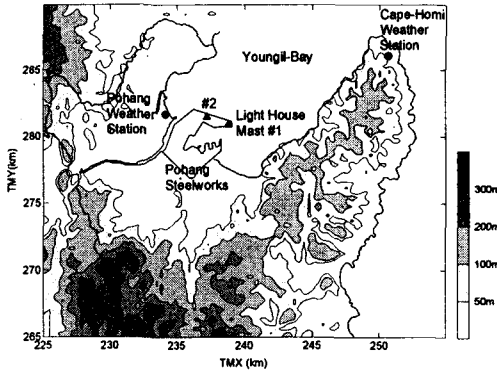 Cape-Homi
Weather
Station
Youngil-Bay
Pohang
Weather
Station
#2
Light House
Mast #1
Pohang
Steelworks
285
280
275
270
265
TMY(km)
225
230
235
240
245
250
TMX (km)
300m
200m
100m
50m